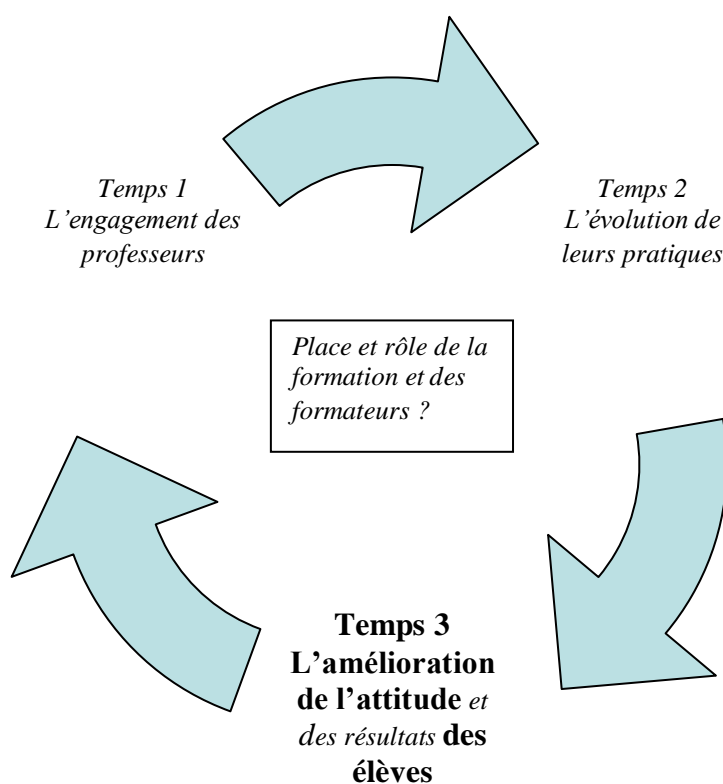 Temps 1
L’engagement des
professeurs
Temps 2
L’évolution de
leurs pratiques
Place et rôle de la
formation et des
formateurs ?
Temps 3
L’amélioration
de l’attitude et
des résultats des
élèves